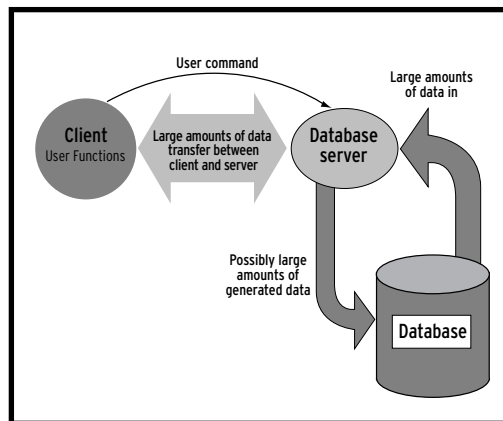 User command
Large amounts
of data in
Client
User Functions
Large amounts of data
transfer between
client and server
Database
server
Possibly large
amounts of
generated data
Database